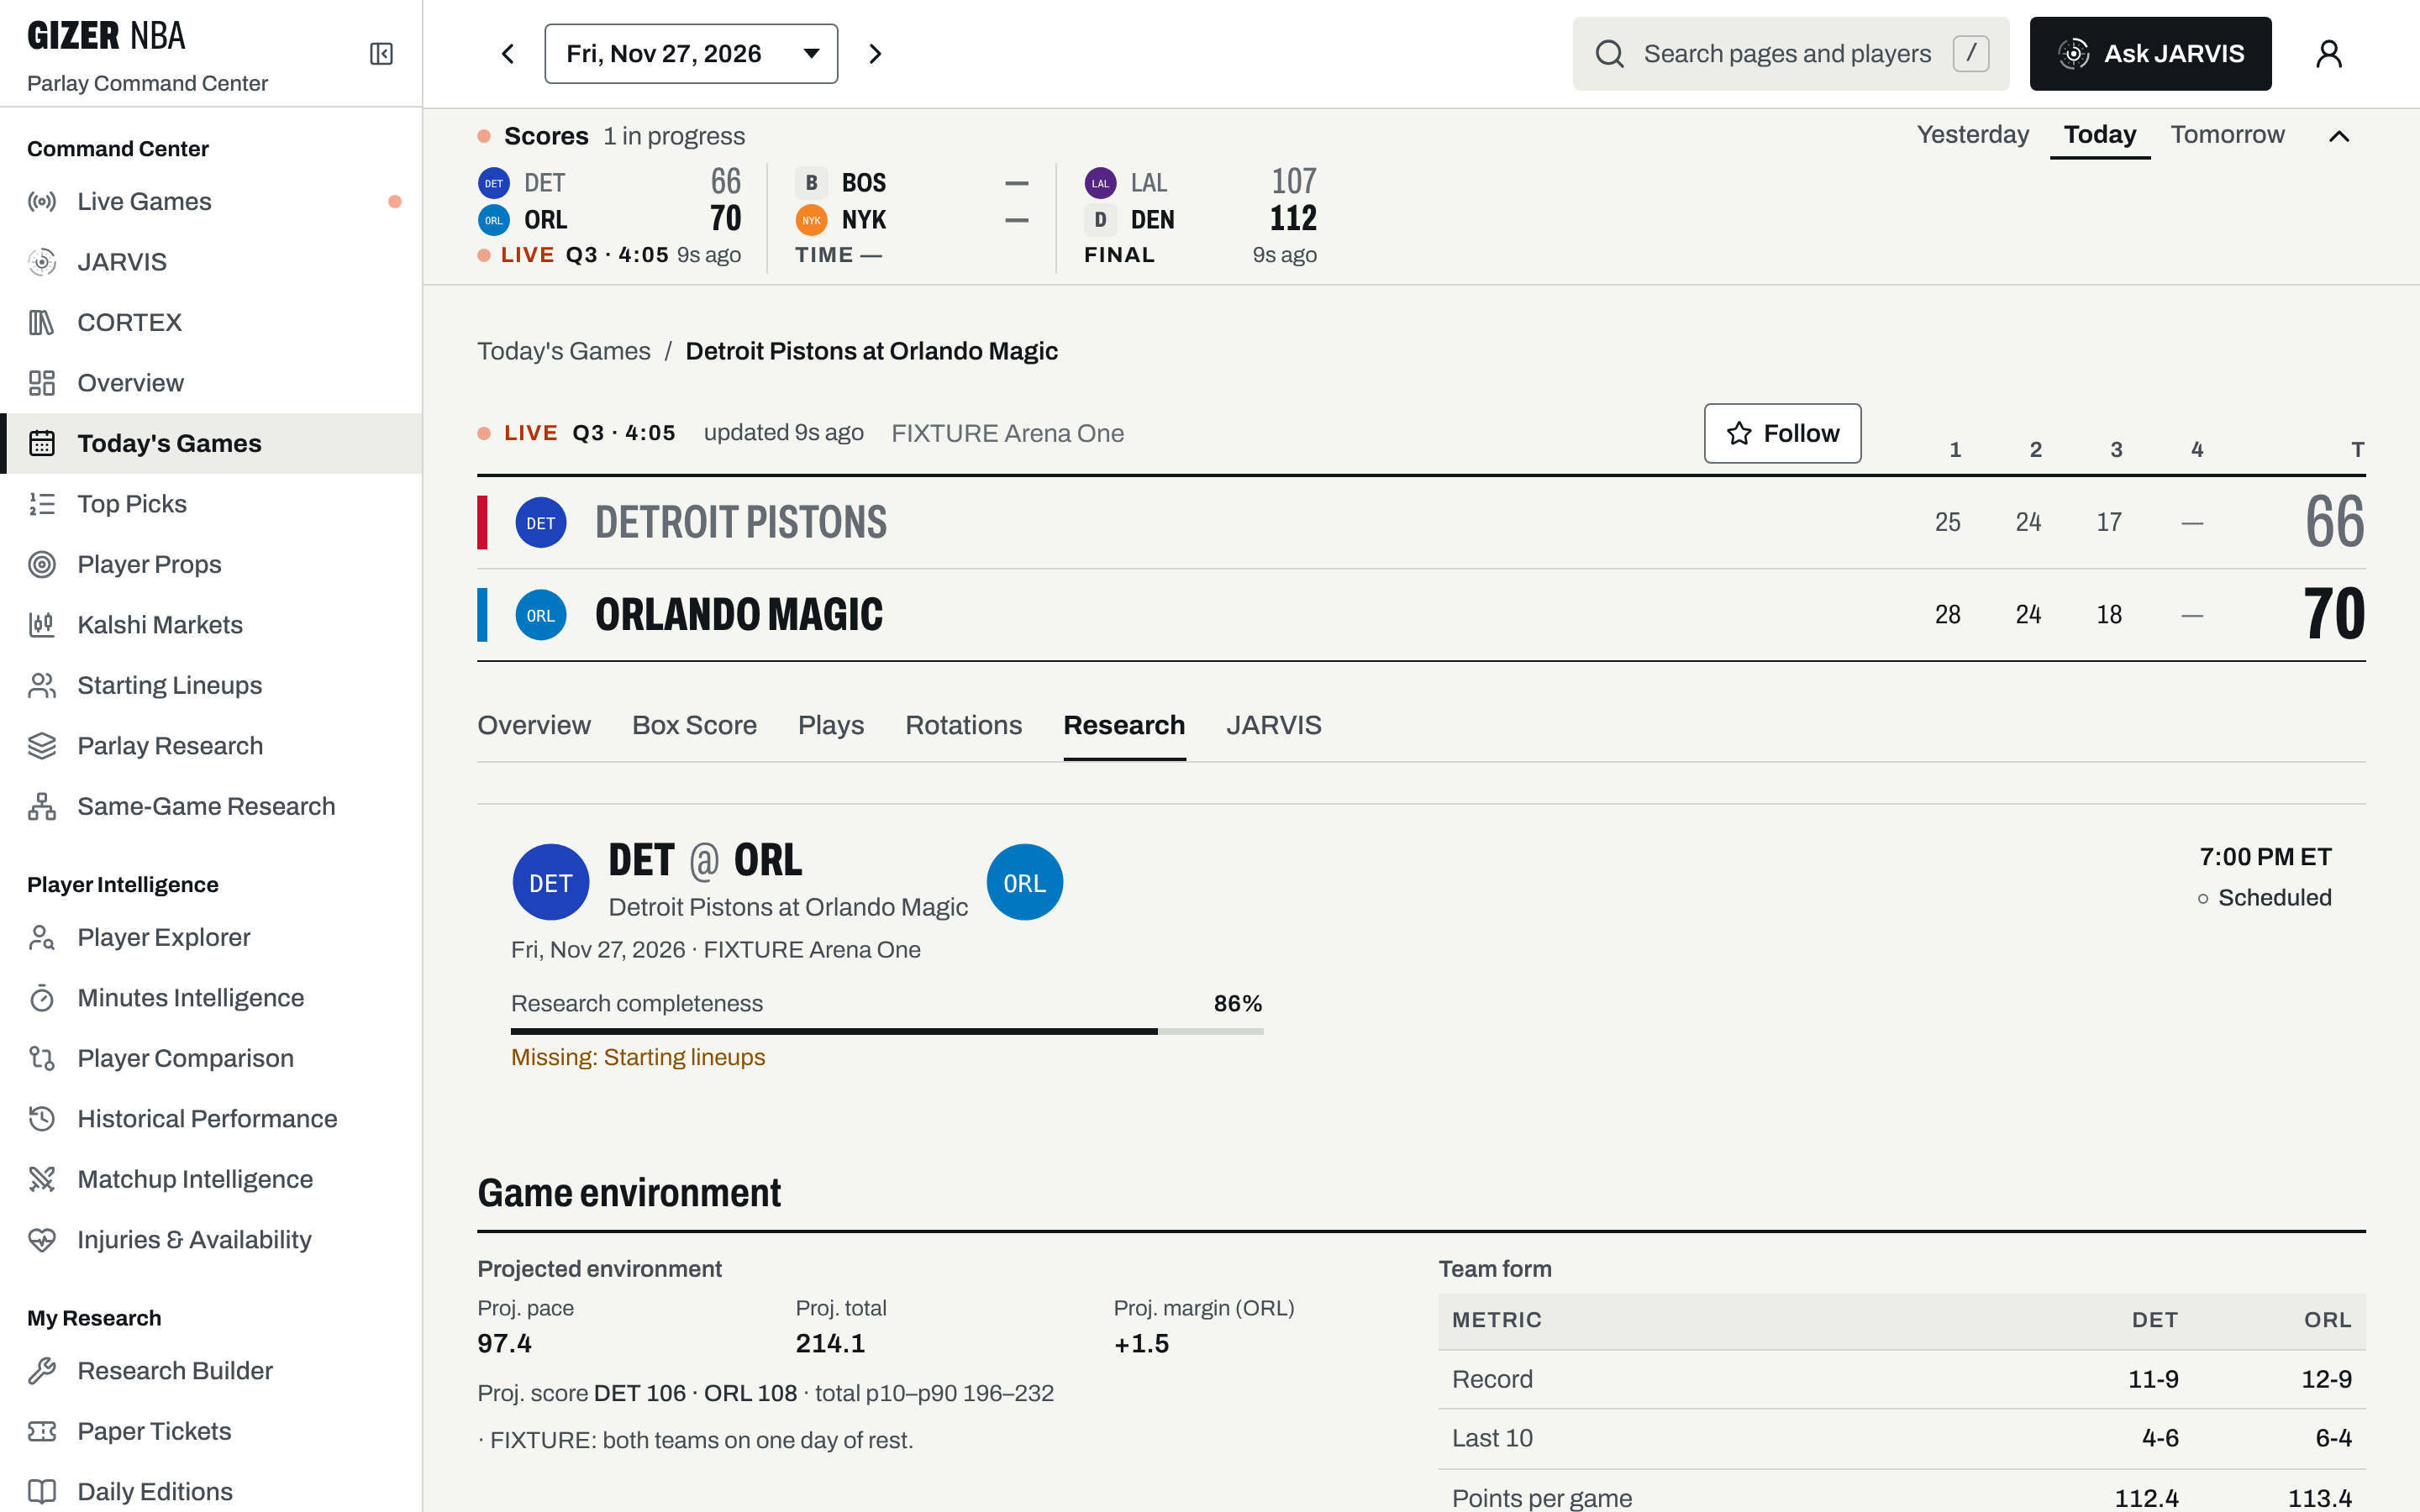 GIZER NBA
Parlay Command Center
Command Center
Live Games
JARVIS
CORTEX
Overview
Today's Games
Top Picks
Player Props
Kalshi Markets
Starting Lineups
Parlay Research
Same-Game Research
Player Intelligence
Player Explorer
Minutes Intelligence
Player Comparison
Historical Performance
Matchup Intelligence
Injuries & Availability
My Research
Research Builder
Paper Tickets
Daily Editions
Fri, Nov 27, 2026
Search pages and players /
Ask JARVIS
Scores 1 in progress
Yesterday Today Tomorrow
DET DET 66
ORL ORL 70
LIVE Q3 · 4:05 9s ago
B BOS —
NYK NYK —
TIME —
LAL LAL 107
D DEN 112
FINAL 9s ago
Today's Games / Detroit Pistons at Orlando Magic
LIVE Q3 · 4:05 updated 9s ago FIXTURE Arena One
Follow
1 2 3 4 T
DET DETROIT PISTONS 25 24 17 — 66
ORL ORLANDO MAGIC 28 24 18 — 70
Overview Box Score Plays Rotations Research JARVIS
DET DET @ ORL ORL
Detroit Pistons at Orlando Magic
7:00 PM ET
Scheduled
Fri, Nov 27, 2026 · FIXTURE Arena One
Research completeness 86%
Missing: Starting lineups
Game environment
Projected environment
Proj. pace Proj. total Proj. margin (ORL)
97.4 214.1 +1.5
Proj. score DET 106 · ORL 108 · total p10–p90 196–232
· FIXTURE: both teams on one day of rest.
Team form
METRIC DET ORL
Record 11-9 12-9
Last 10 4-6 6-4
Points per game 112.4 113.4